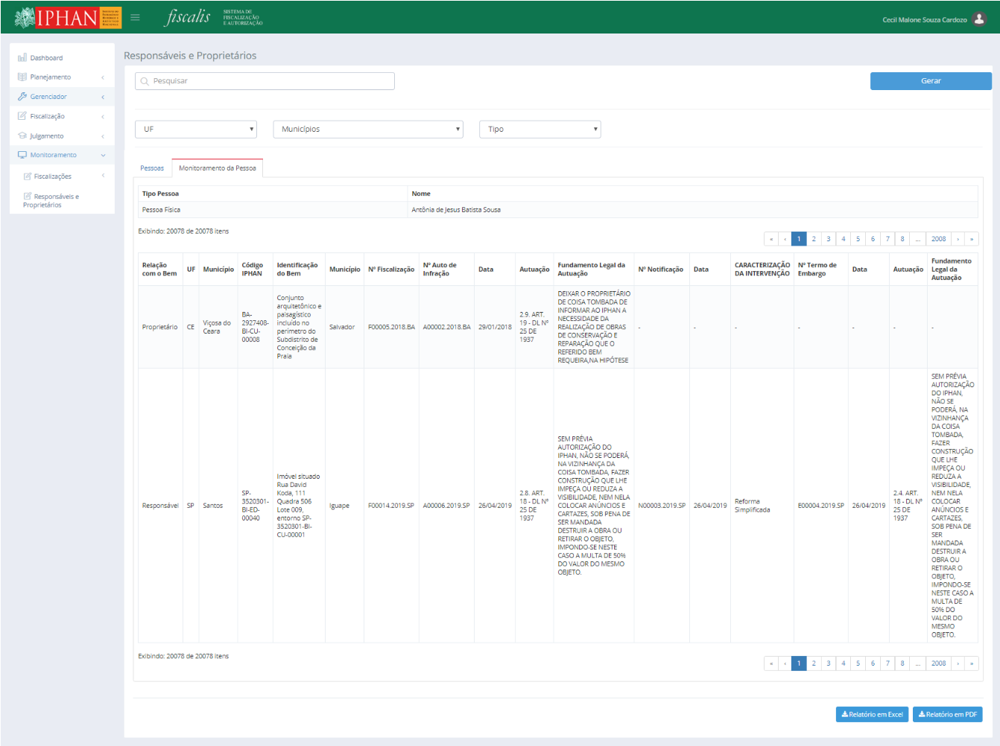 IPHAN
INSTITUTO DO
PATRIMÔNIO
HISTÓRICO E
ARTÍSTICO
NACIONAL
fiscalis
SISTEMA DE
FISCALIZAÇÃO
E AUTORIZAÇÃO
Cecil Malone Souza Cardozo
Dashboard
Planejamento
Gerenciador
Fiscalização
Julgamento
Monitoramento
Fiscalizações
Responsáveis e
Proprietários
Responsáveis e Proprietários
Pesquisar
Gerar
UF
Municípios
Tipo
Pessoas
Monitoramento da Pessoa
Tipo Pessoa
Nome
Pessoa Física
Antônia de Jesus Batista Sousa
Exibindo: 20078 de 20078 itens
« ‹ 1 2 3 4 5 6 7 8 ... 2008 › »
Relação
com o Bem
UF
Município
Código
IPHAN
Identificação
do Bem
Município
Nº Fiscalização
Nº Auto de
Infração
Data
Autuação
Fundamento Legal da
Autuação
Nº Notificação
Data
CARACTERIZAÇÃO
DA INTERVENÇÃO
Nº Termo de
Embargo
Data
Autuação
Fundamento
Legal da
Autuação
Proprietário
CE
Viçosa do
Ceara
BA-
2927408-
BI-CU-
00008
Conjunto
arquitetônico e
paisagístico
incluído no
perímetro do
Subdistrito de
Conceição da
Praia
Salvador
F00005.2018.BA
A00002.2018.BA
29/01/2018
2.9. ART.
19 - DL Nº
25 DE
1937
DEIXAR O PROPRIETÁRIO
DE COISA TOMBADA DE
INFORMAR AO IPHAN A
NECESSIDADE DA
REALIZAÇÃO DE OBRAS
DE CONSERVAÇÃO E
REPARAÇÃO QUE O
REFERIDO BEM
REQUEIRA,NA HIPÓTESE
-
-
-
-
-
-
-
Responsável
SP
Santos
SP-
3520301-
BI-ED-
00040
Imóvel situado
Rua David
Koda, 111
Quadra 506
Lote 009,
entorno SP-
3520301-BI-
CU-00001
Iguape
F00014.2019.SP
A00006.2019.SP
26/04/2019
2.8. ART.
18 - DL Nº
25 DE
1937
SEM PRÉVIA
AUTORIZAÇÃO DO
IPHAN, NÃO SE PODERÁ,
NA VIZINHANÇA DA
COISA TOMBADA, FAZER
CONSTRUÇÃO QUE LHE
IMPEÇA OU REDUZA A
VISIBILIDADE, NEM NELA
COLOCAR ANÚNCIOS E
CARTAZES, SOB PENA DE
SER MANDADA
DESTRUIR A OBRA OU
RETIRAR O OBJETO,
IMPONDO-SE NESTE
CASO A MULTA DE 50%
DO VALOR DO MESMO
OBJETO.
N00003.2019.SP
26/04/2019
Reforma
Simplificada
E00004.2019.SP
26/04/2019
2.4. ART.
18 - DL Nº
25 DE
1937
SEM PRÉVIA
AUTORIZAÇÃO
DO IPHAN,
NÃO SE
PODERÁ, NA
VIZINHANÇA
DA COISA
TOMBADA,
FAZER
CONSTRUÇÃO
QUE LHE
IMPEÇA OU
REDUZA A
VISIBILIDADE,
NEM NELA
COLOCAR
ANÚNCIOS E
CARTAZES,
SOB PENA DE
SER
MANDADA
DESTRUIR A
OBRA OU
RETIRAR O
OBJETO,
IMPONDO-SE
NESTE CASO A
MULTA DE
50% DO
VALOR DO
MESMO
OBJETO.
Exibindo: 20078 de 20078 itens
« ‹ 1 2 3 4 5 6 7 8 ... 2008 › »
Relatório em Excel
Relatório em PDF